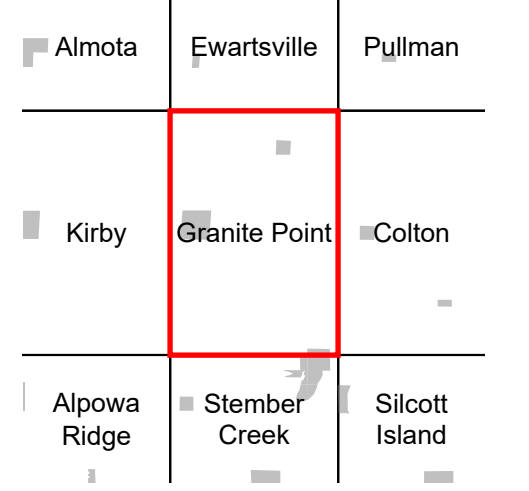 Almota
Ewartsville
Pullman
Kirby
Granite Point
Colton
Alpowa
Ridge
Stember
Creek
Silcott
Island